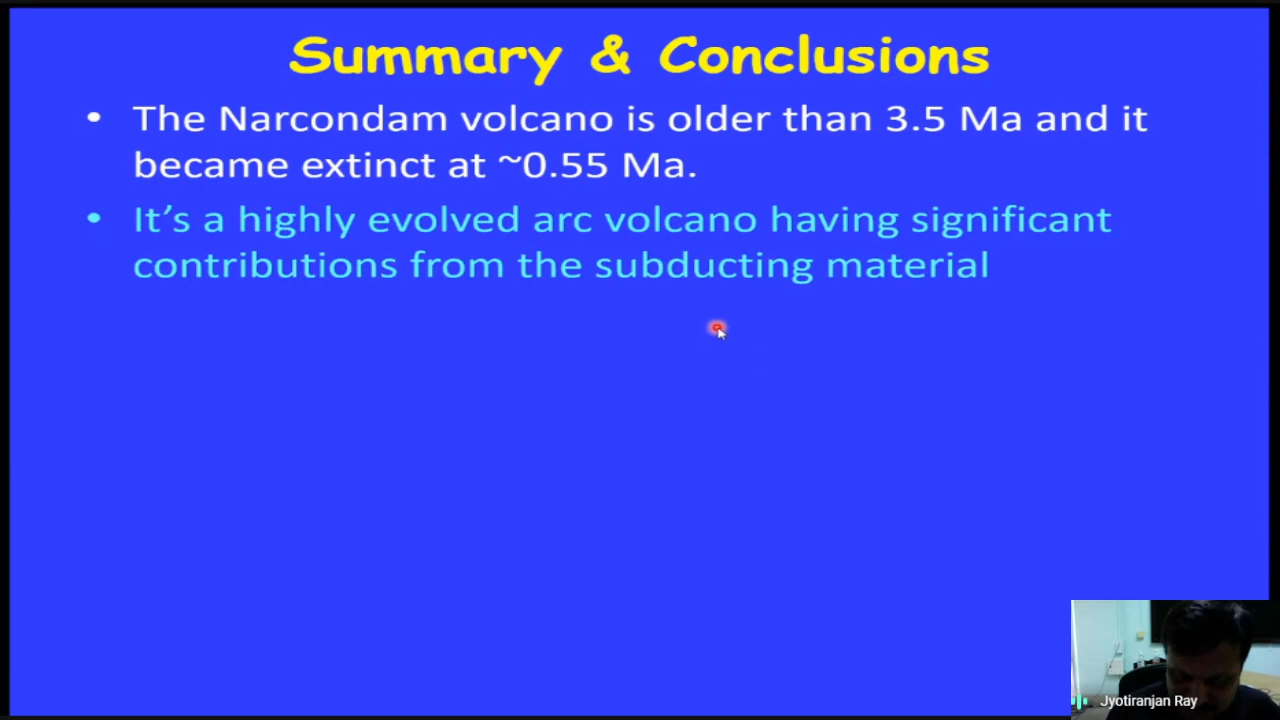 Summary & Conclusions
• The Narcondam volcano is older than 3.5 Ma and it
became extinct at ~0.55 Ma.
• It’s a highly evolved arc volcano having significant
contributions from the subducting material
Jyotiranjan Ray